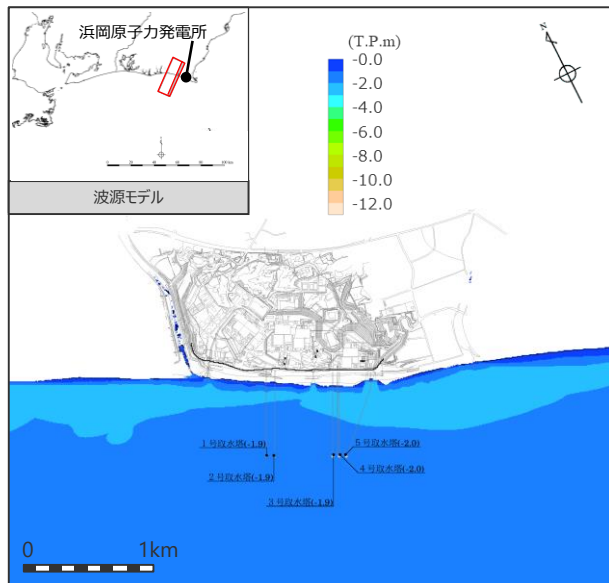 浜岡原子力発電所
波源モデル
(T.P.m)
-0.0
-2.0
-4.0
-6.0
-8.0
-10.0
-12.0
N
1号取水塔(-1.9)
2号取水塔(-1.9)
3号取水塔(-1.9)
5号取水塔(-2.0)
4号取水塔(-2.0)
0 1km